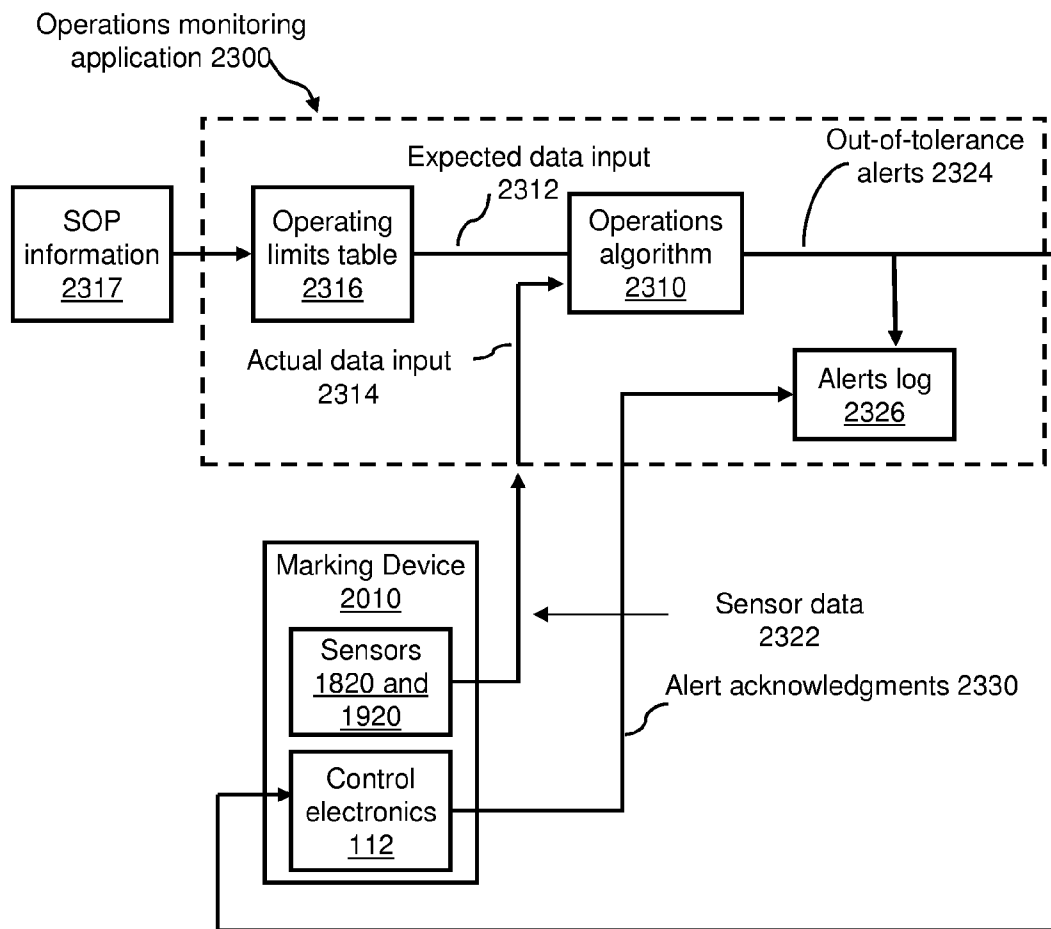 Operations monitoring
application 2300
Expected data input
2312
Out-of-tolerance
alerts 2324
SOP
information
2317
Operating
limits table
2316
Operations
algorithm
2310
Actual data input
2314
Alerts log
2326
Marking Device
2010
Sensors
1820 and
1920
Sensor data
2322
Alert acknowledgments 2330
Control
electronics
112